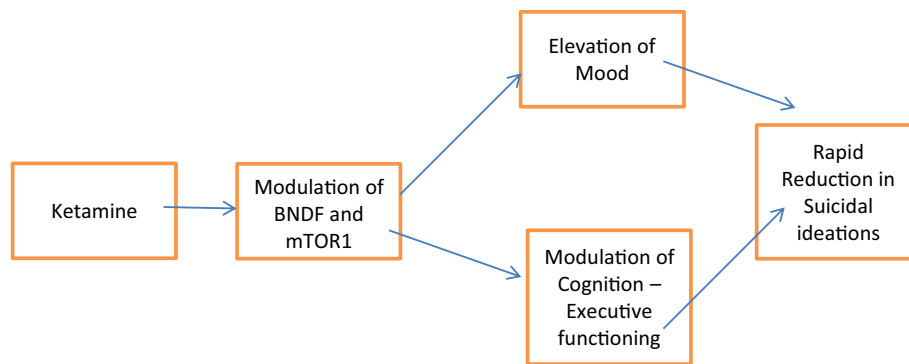 Ketamine
Modulation of
BNDF and
mTOR1
Elevation of
Mood
Modulation of
Cognition –
Executive
functioning
Rapid
Reduction in
Suicidal
ideations